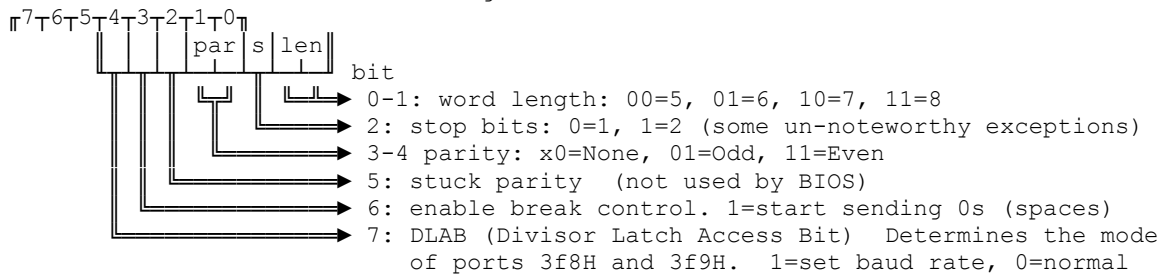 ╓7┬6┬5┬4┬3┬2┬1┬0╖
║ │ │ │par│s│len║
╙╥┴╥┴╥┴─┴─┴╥┴─┴─╜ bit
║ ║ ║ ╚╦╝ ║ ╚═╩► 0-1: word length: 00=5, 01=6, 10=7, 11=8
║ ║ ║ ║ ╚══════► 2: stop bits: 0=1, 1=2 (some un-noteworthy exceptions)
║ ║ ║ ╚═════════► 3-4 parity: x0=None, 01=Odd, 11=Even
║ ║ ╚════════════► 5: stuck parity (not used by BIOS)
║ ╚══════════════► 6: enable break control. 1=start sending 0s (spaces)
╚════════════════► 7: DLAB (Divisor Latch Access Bit) Determines the mode
of ports 3f8H and 3f9H. 1=set baud rate, 0=normal